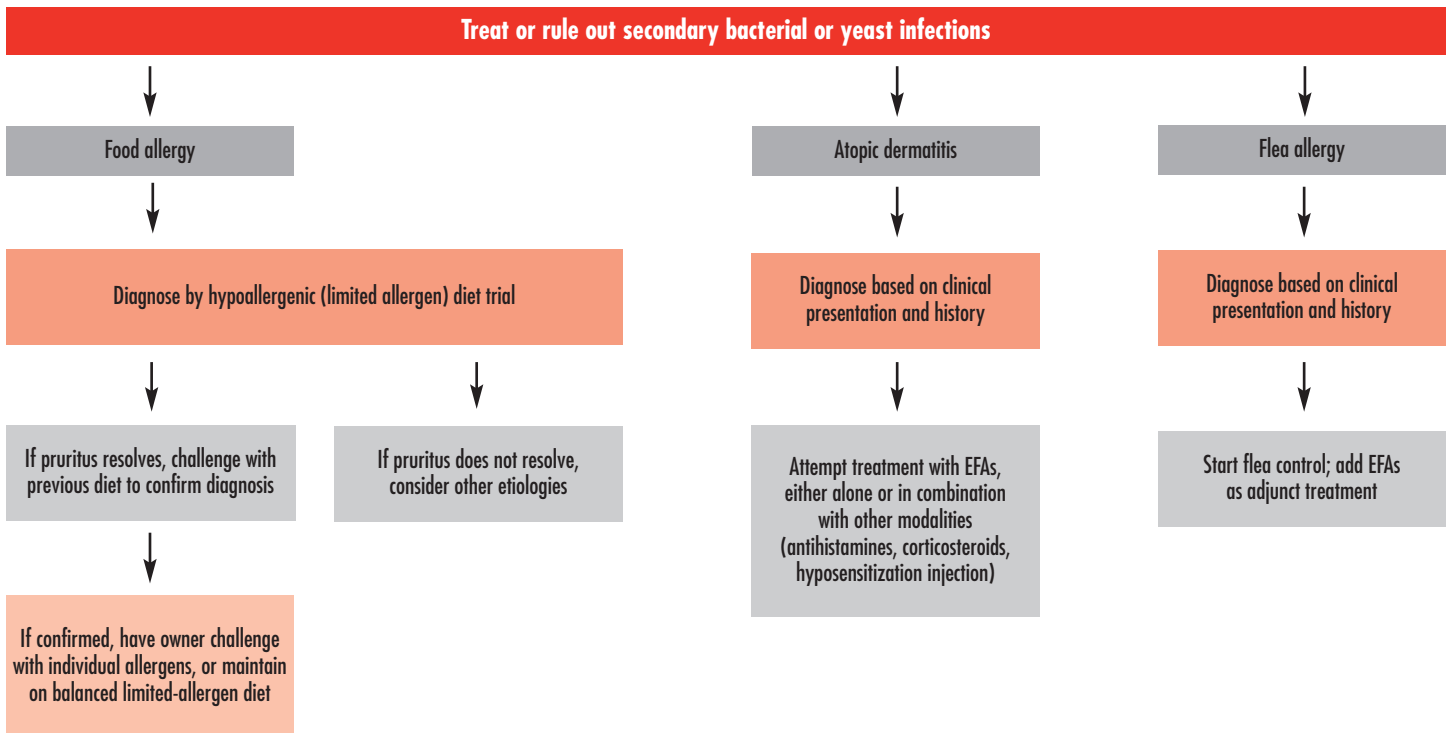 Treat or rule out secondary bacterial or yeast infections
Food allergy
Atopic dermatitis
Flea allergy
Diagnose by hypoallergenic (limited allergen) diet trial
Diagnose based on clinical
presentation and history
Diagnose based on clinical
presentation and history
If pruritus resolves, challenge with
previous diet to confirm diagnosis
If pruritus does not resolve,
consider other etiologies
Attempt treatment with EFAs,
either alone or in combination
with other modalities
(antihistamines, corticosteroids,
hyposensitization injection)
Start flea control; add EFAs
as adjunct treatment
If confirmed, have owner challenge
with individual allergens, or maintain
on balanced limited-allergen diet